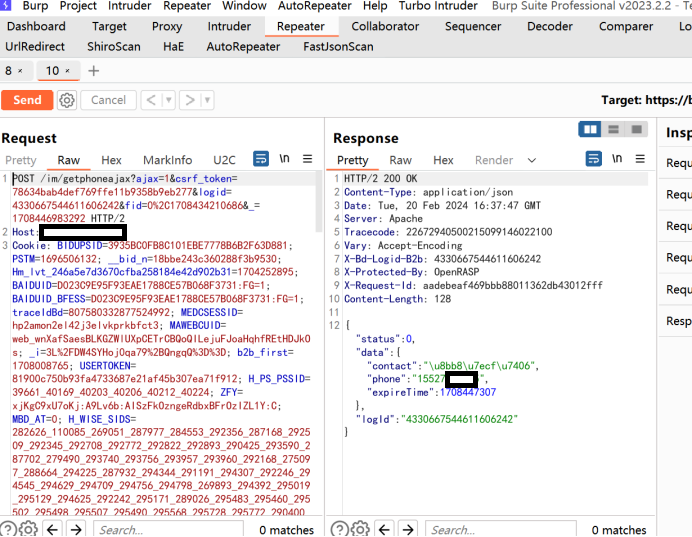 Burp Project Intruder Repeater Window AutoRepeater Help Turbo Intruder Burp Suite Professional v2023.2.2 - Te
Dashboard Target Proxy Intruder Repeater Collaborator Sequencer Decoder Comparer Lo
UrlRedirect ShiroScan HaE AutoRepeater FastJsonScan
8 × 10 × +
Send Cancel < > Target: https://b
Request
Pretty Raw Hex MarkInfo U2C \n
1 POST /im/getphoneajax?ajax=1&csrf_token=
78634bab4def769ffe11b9358b9eb277&logid=
4330667544611606242&fid=0%2C1708434210686&_=
1708446983292 HTTP/2
2 Host:
3 Cookie: BIDUPSID=3935BC0FB8C101EBE7778B6B2F63D881;
PSTM=1696506132; __bid_n=18bbe243c360288f3b9530;
Hm_lvt_246a5e7d3670cfba258184e42d902b31=1704252895;
BAIDUID=D023C9E95F93EAE1788CE57B068F3731:FG=1;
BAIDUID_BFESS=D023C9E95F93EAE1788CE57B068F3731:FG=1;
traceIdBd=807580332877524992; MEDCSESSID=
hp2amon2el42j3elvkprkbfct3; MAWEBCUID=
web_wnXafSaesBLKGZWlUXpCETrCBQoQlLejuFJoaHqhfREtHDJkO
s; _i=3L%2FDW4SYHojOqa79%2BQngqQ%3D%3D; b2b_first=
1708008765; USERTOKEN=
81900c750b93fa4733687e21af45b307ea71f912; H_PS_PSSID=
39661_40169_40203_40206_40212_40224; ZFY=
xjKgC9xU7oKj:A9Lv6b:AISzFkOzngeRdbxBFrOzIZL1Y:C;
MBD_AT=0; H_WISE_SIDS=
282626_110085_269051_287977_284553_292356_287168_2925
09_292345_292708_292772_292822_292893_290425_293590_2
87702_279490_293740_293756_293957_293960_292168_27509
7_288664_294225_287932_294344_291191_294307_292246_29
4545_294629_294709_294756_294798_269893_294392_295019
_295129_294625_292242_295171_289026_295483_295460_295
502_295498_295507_295490_295568_295728_295772_290400
Search... 0 matches
Response
Pretty Raw Hex Render \n
1 HTTP/2 200 OK
2 Content-Type: application/json
3 Date: Tue, 20 Feb 2024 16:37:47 GMT
4 Server: Apache
5 Tracecode: 22672940500215099146022100
6 Vary: Accept-Encoding
7 X-Bd-Logid-B2b: 4330667544611606242
8 X-Protected-By: OpenRASP
9 X-Request-Id: aadebeaf469bbb88011362db43012fff
10 Content-Length: 128
11
12 {
"status":0,
"data":{
"contact":"\u8bb8\u7ecf\u7406",
"phone":"15527 ",
"expireTime":1708447307
},
"logId":"4330667544611606242"
}
Search... 0 matches
Insp
Requ
Requ
Requ
Requ
Requ
Resp